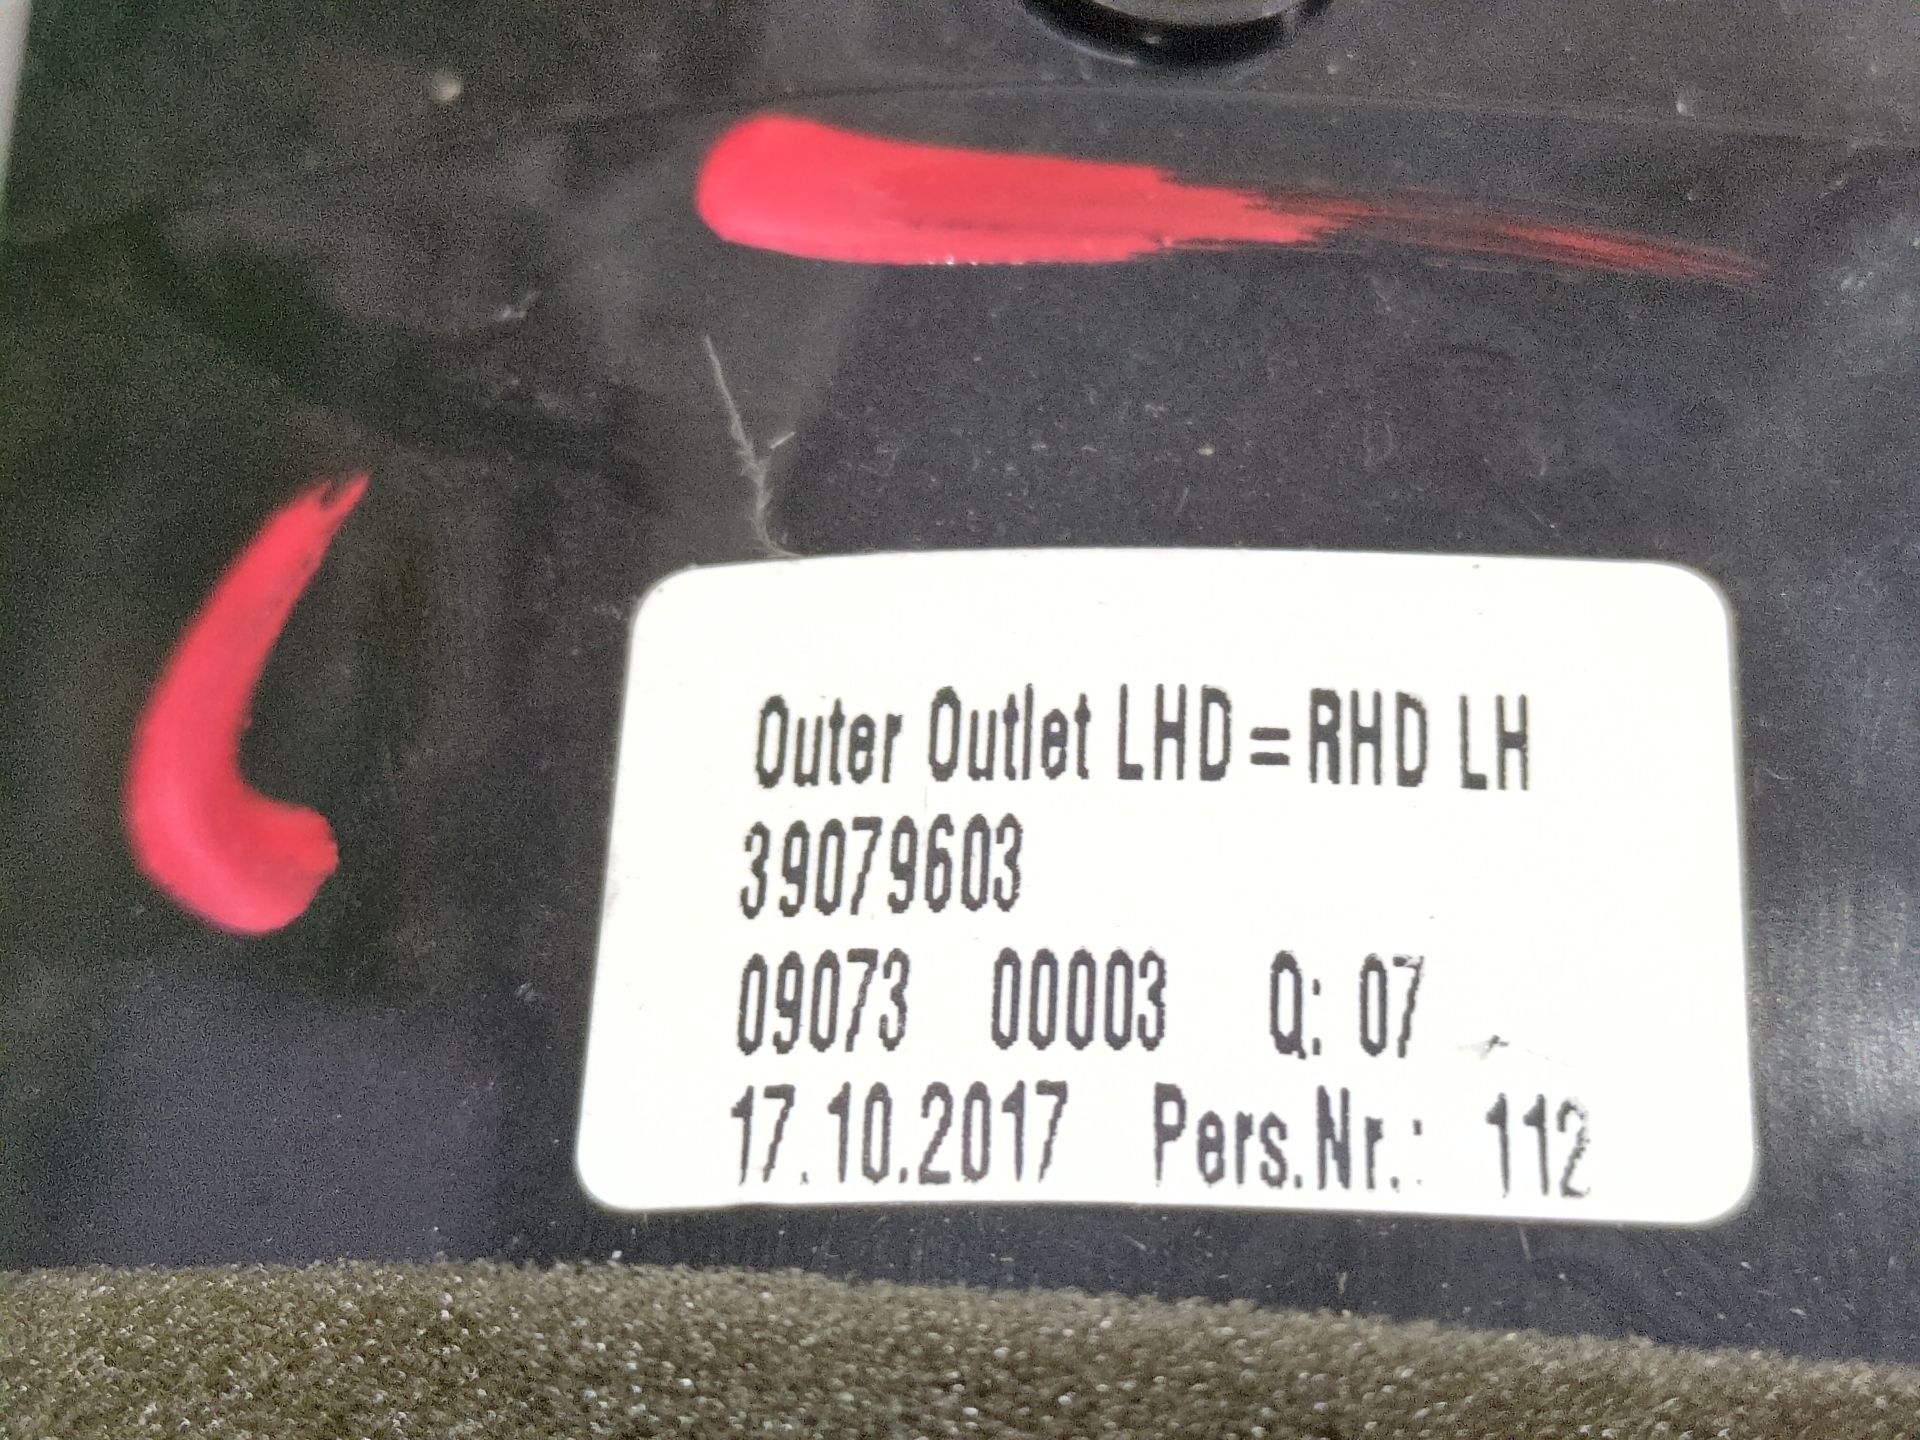 Outer Outlet LHD = RHD LH
39079603
09073 00003 Q: 07
17.10.2017 Pers.Nr.: 112